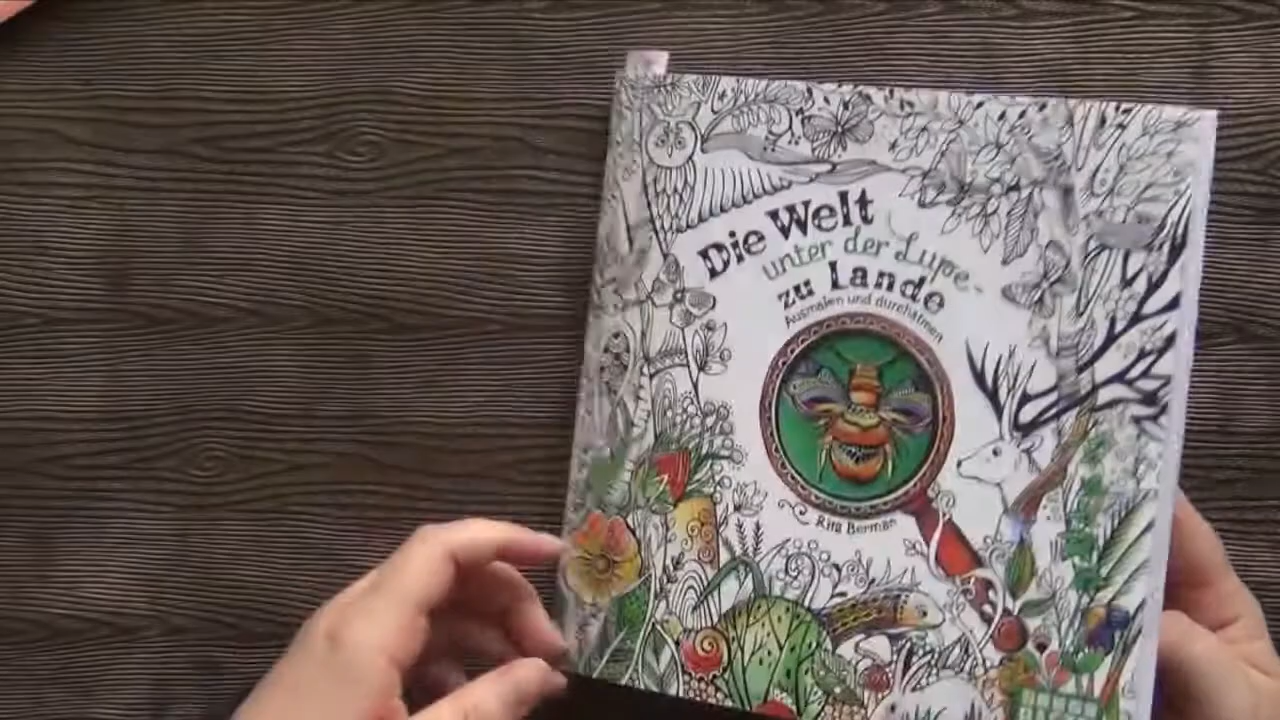 Die Welt
unter der Lupe-
zu Lande
Ausmalen und durchatmen
Rita Berman